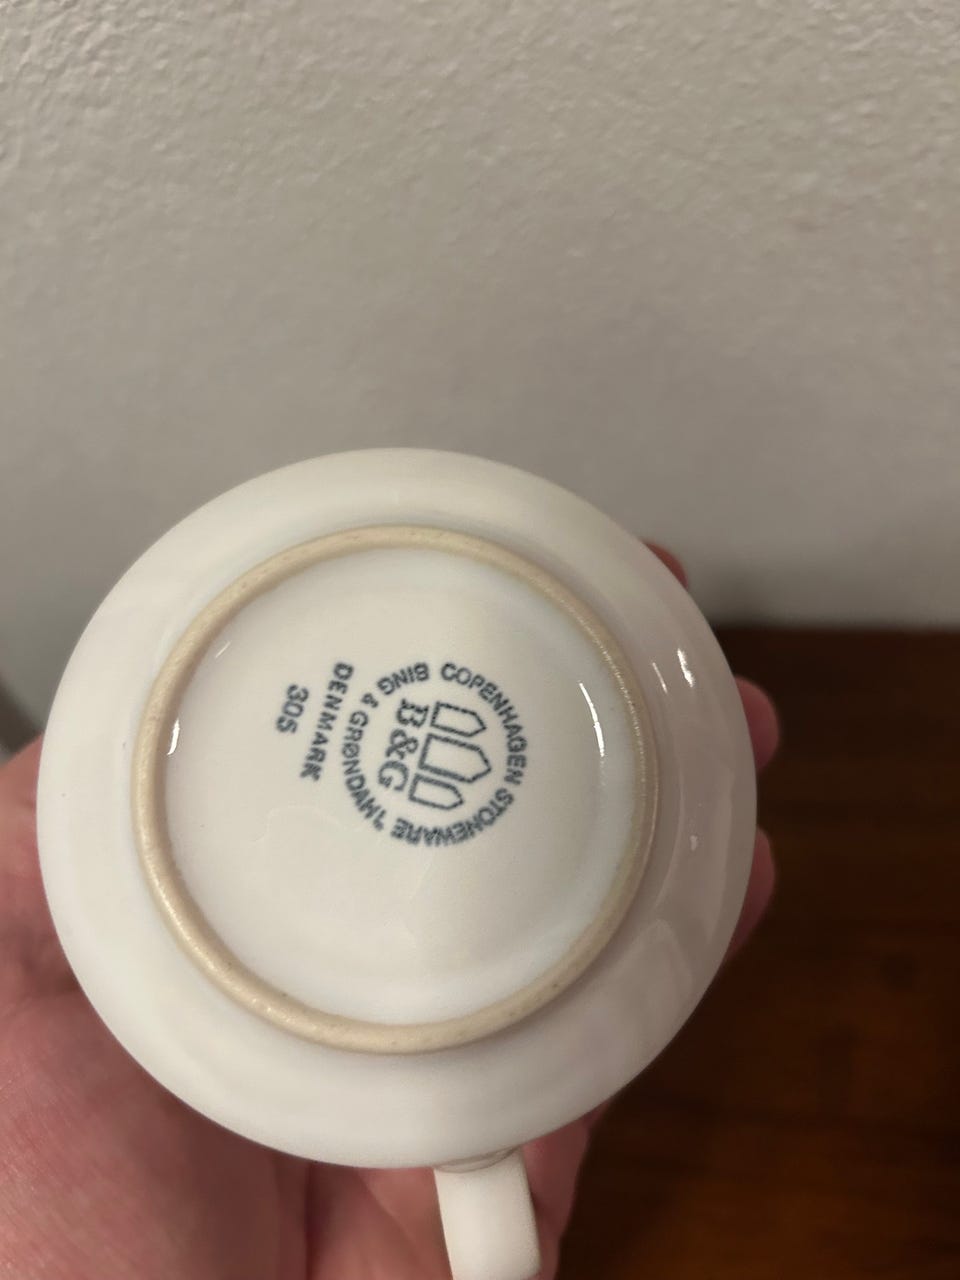 COPENHAGEN STONEWARE
B&G
BING & GRØNDAHL
DENMARK
305